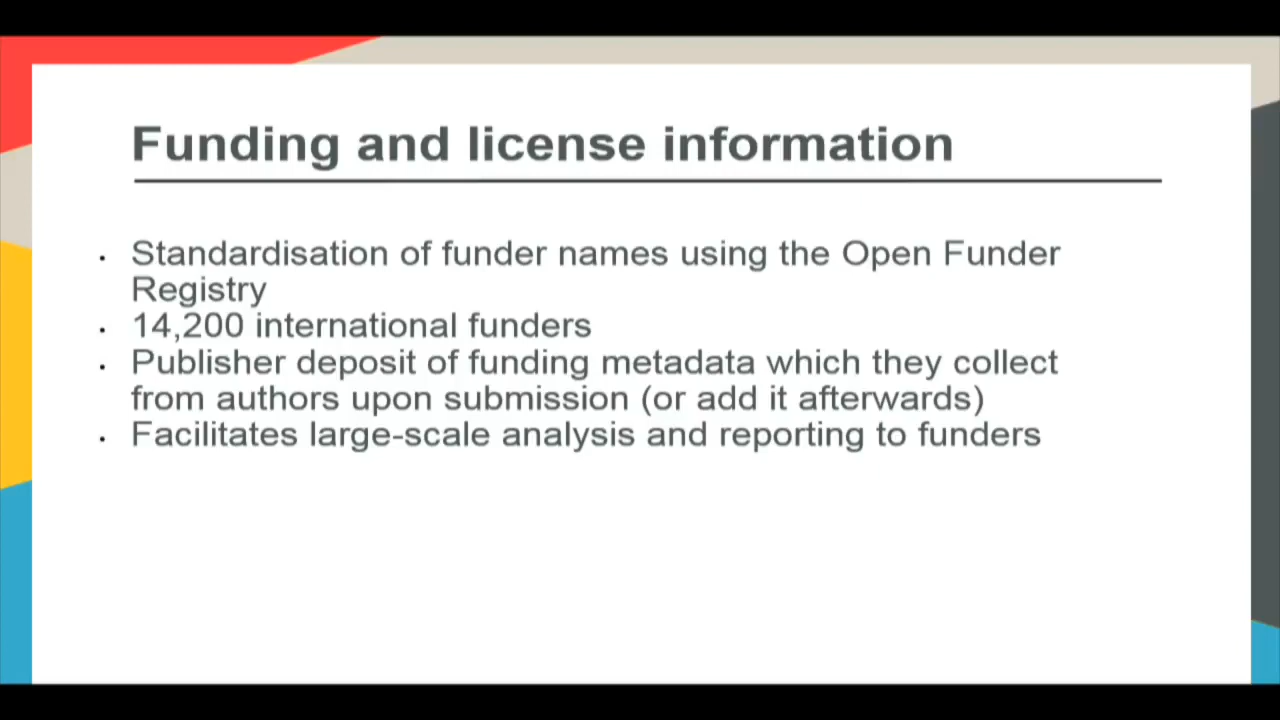 Funding and license information
· Standardisation of funder names using the Open Funder
Registry
· 14,200 international funders
· Publisher deposit of funding metadata which they collect
from authors upon submission (or add it afterwards)
· Facilitates large-scale analysis and reporting to funders